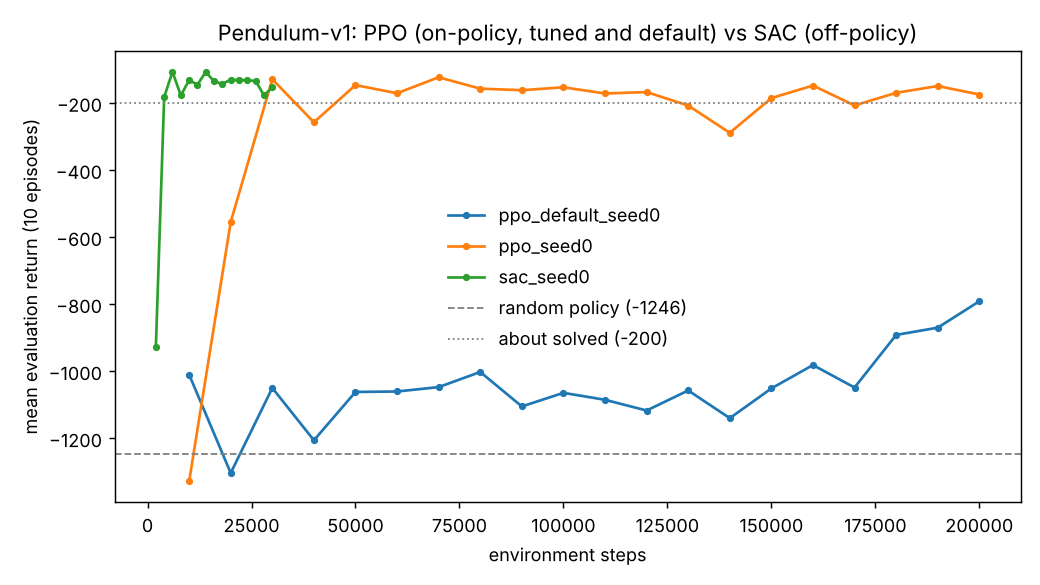 Pendulum-v1: PPO (on-policy, tuned and default) vs SAC (off-policy)
mean evaluation return (10 episodes)
−200
−400
−600
−800
−1000
−1200
ppo_default_seed0
ppo_seed0
sac_seed0
random policy (-1246)
about solved (-200)
0 25000 50000 75000 100000 125000 150000 175000 200000
environment steps